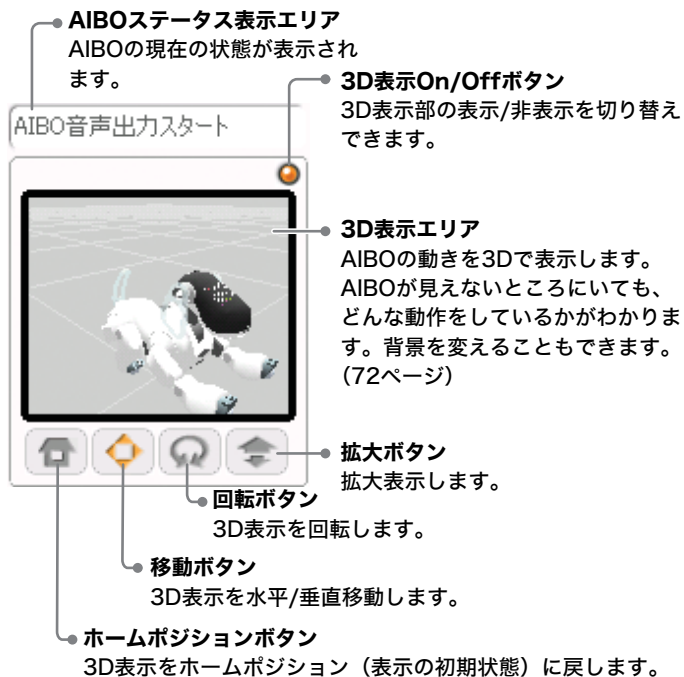 AIBOステータス表示エリア
AIBOの現在の状態が表示され
ます。
3D表示On/Offボタン
3D表示部の表示/非表示を切り替え
できます。
AIBO音声出力スタート
3D表示エリア
AIBOの動きを3Dで表示します。
AIBOが見えないところにいても、
どんな動作をしているかがわかりま
す。背景を変えることもできます。
（72ページ）
拡大ボタン
拡大表示します。
回転ボタン
3D表示を回転します。
移動ボタン
3D表示を水平/垂直移動します。
ホームポジションボタン
3D表示をホームポジション（表示の初期状態）に戻します。